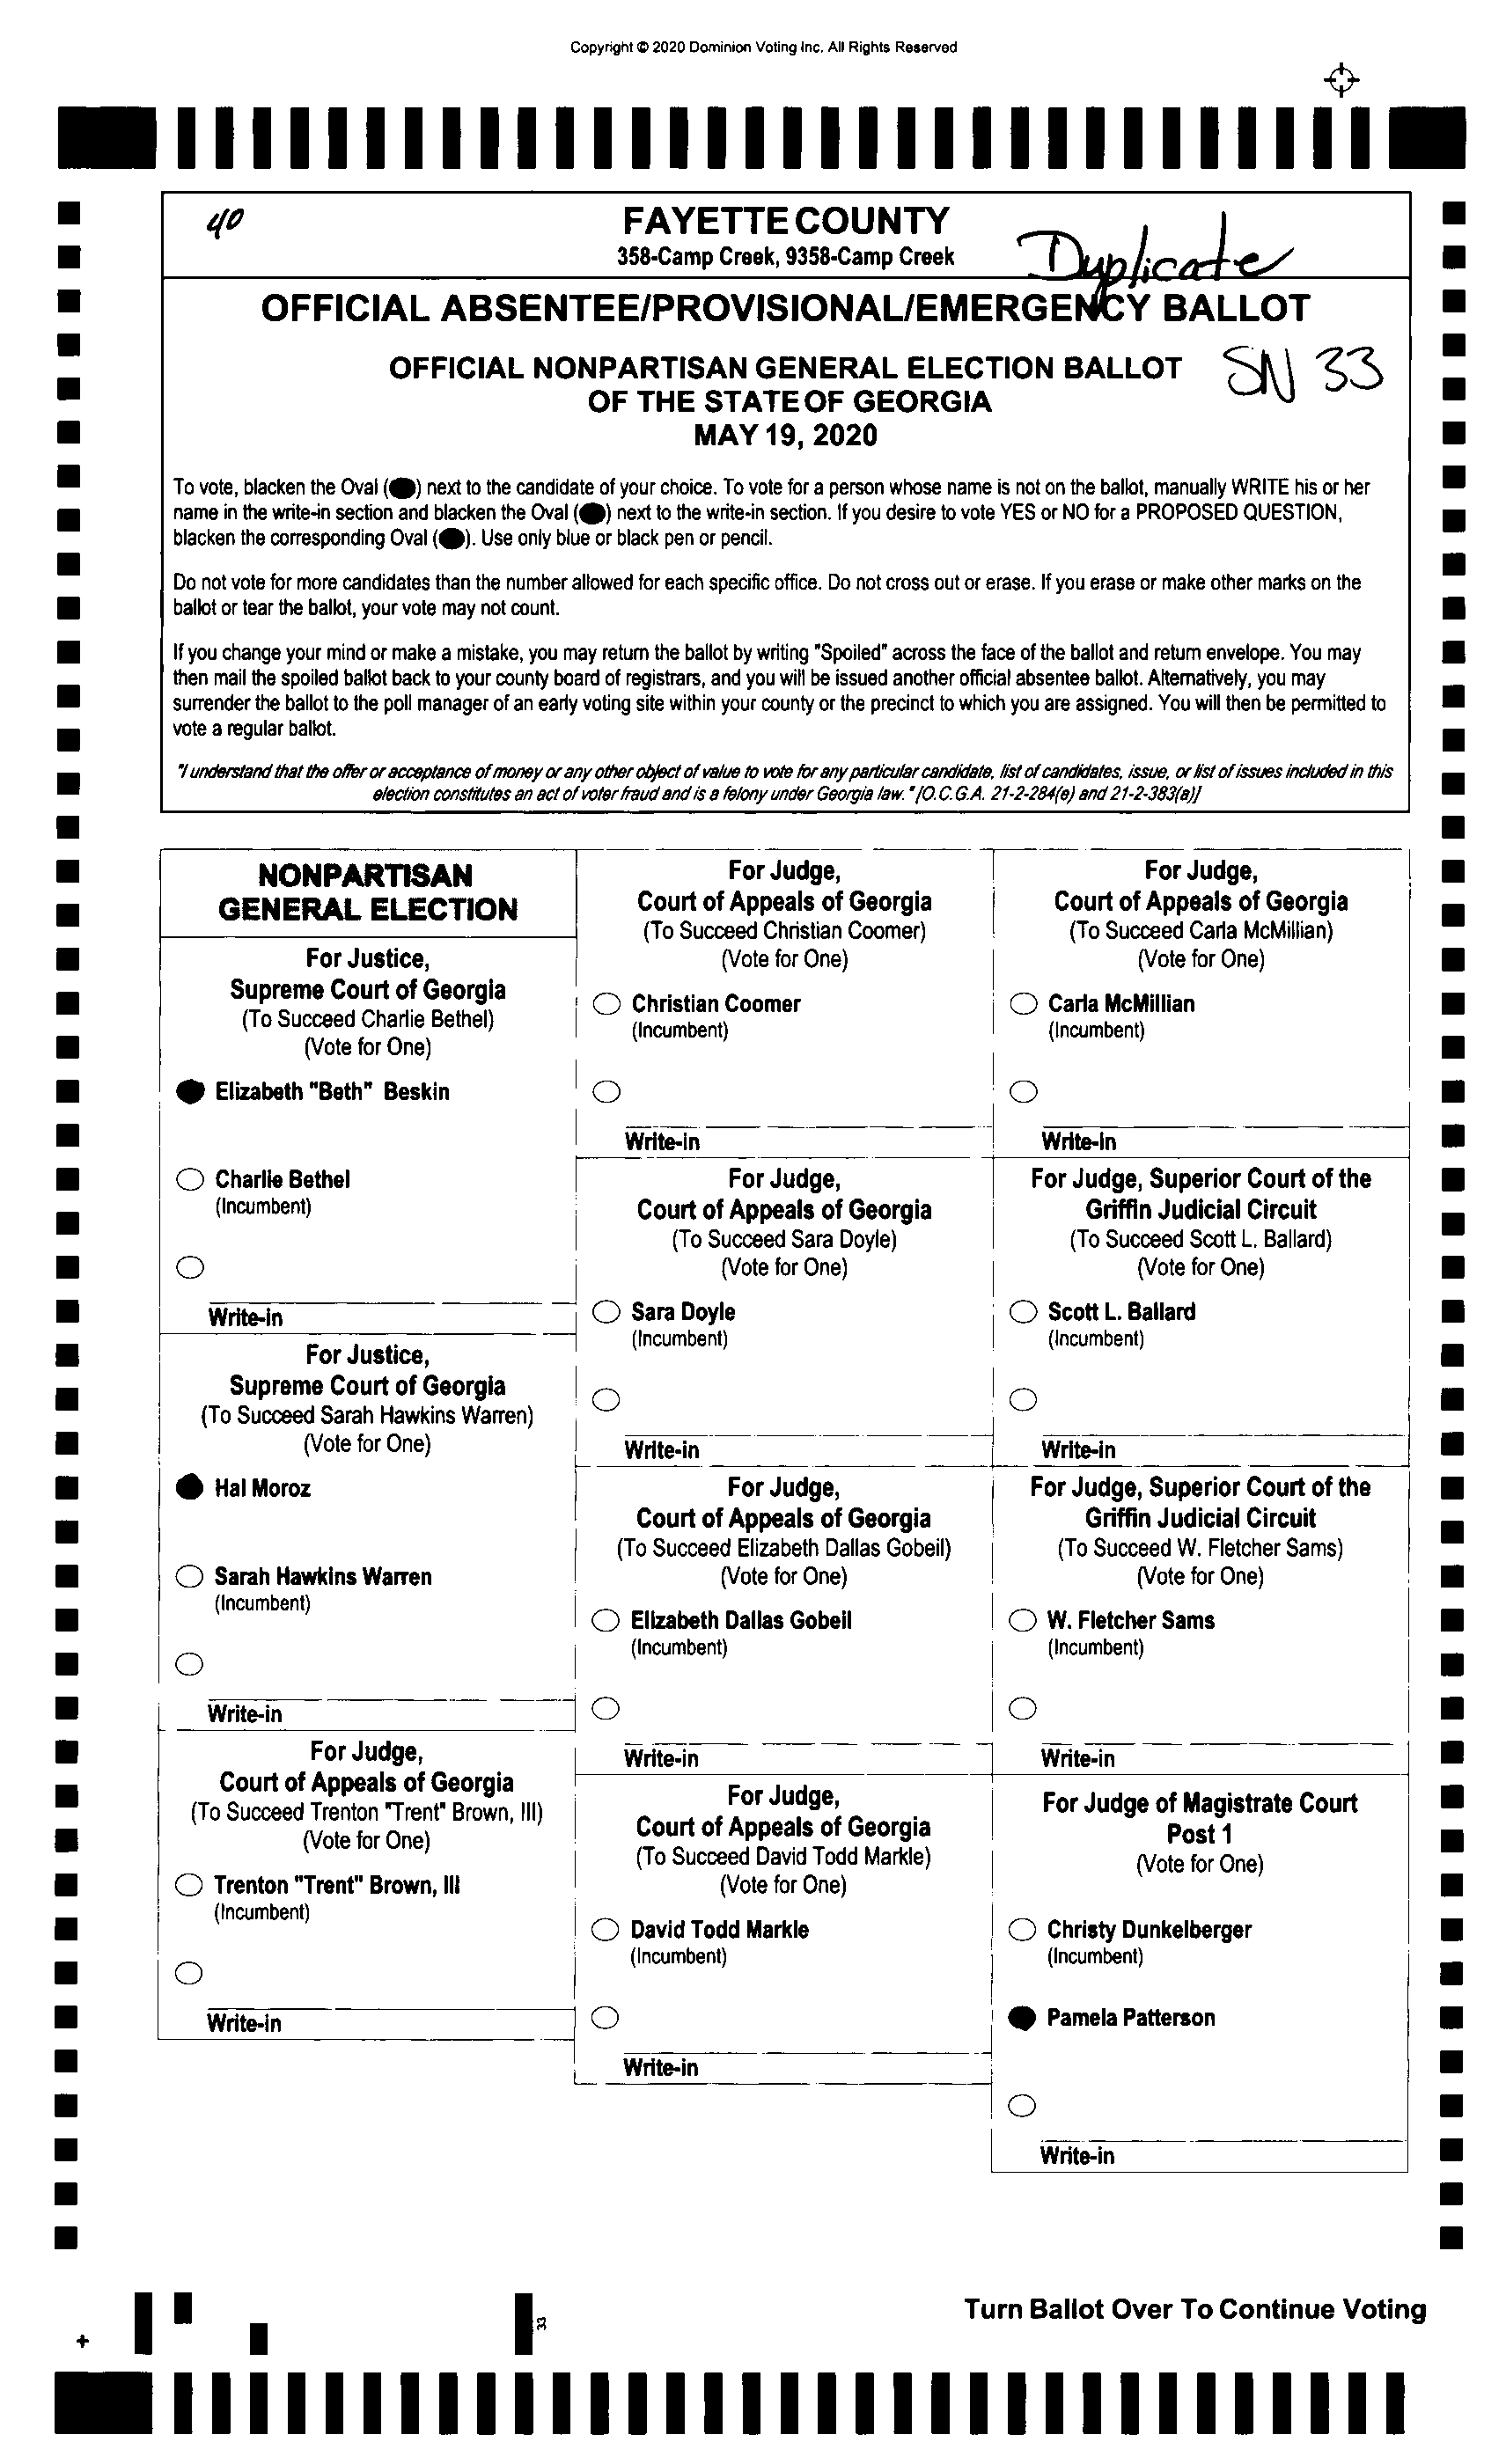 Copyright © 2020 Dominion Voting Inc. All Rights Reserved
40
FAYETTE COUNTY
358-Camp Creek, 9358-Camp Creek
Duplicate
OFFICIAL ABSENTEE/PROVISIONAL/EMERGENCY BALLOT
OFFICIAL NONPARTISAN GENERAL ELECTION BALLOT
OF THE STATE OF GEORGIA
MAY 19, 2020
SN 33
To vote, blacken the Oval () next to the candidate of your choice. To vote for a person whose name is not on the ballot, manually WRITE his or her
name in the write-in section and blacken the Oval () next to the write-in section. If you desire to vote YES or NO for a PROPOSED QUESTION,
blacken the corresponding Oval (). Use only blue or black pen or pencil.
Do not vote for more candidates than the number allowed for each specific office. Do not cross out or erase. If you erase or make other marks on the
ballot or tear the ballot, your vote may not count.
If you change your mind or make a mistake, you may return the ballot by writing "Spoiled" across the face of the ballot and return envelope. You may
then mail the spoiled ballot back to your county board of registrars, and you will be issued another official absentee ballot. Alternatively, you may
surrender the ballot to the poll manager of an early voting site within your county or the precinct to which you are assigned. You will then be permitted to
vote a regular ballot.
"I understand that the offer or acceptance of money or any other object of value to vote for any particular candidate, list of candidates, issue, or list of issues included in this
election constitutes an act of voter fraud and is a felony under Georgia law. "[O.C.G.A. 21-2-284(e) and 21-2-383(a)]
NONPARTISAN
GENERAL ELECTION
For Justice,
Supreme Court of Georgia
(To Succeed Charlie Bethel)
(Vote for One)
Elizabeth "Beth" Beskin
Charlie Bethel
(Incumbent)
Write-in
For Justice,
Supreme Court of Georgia
(To Succeed Sarah Hawkins Warren)
(Vote for One)
Hal Moroz
Sarah Hawkins Warren
(Incumbent)
Write-in
For Judge,
Court of Appeals of Georgia
(To Succeed Trenton "Trent" Brown, III)
(Vote for One)
Trenton "Trent" Brown, III
(Incumbent)
Write-in
For Judge,
Court of Appeals of Georgia
(To Succeed Christian Coomer)
(Vote for One)
Christian Coomer
(Incumbent)
Write-in
For Judge,
Court of Appeals of Georgia
(To Succeed Sara Doyle)
(Vote for One)
Sara Doyle
(Incumbent)
Write-in
For Judge,
Court of Appeals of Georgia
(To Succeed Elizabeth Dallas Gobeil)
(Vote for One)
Elizabeth Dallas Gobeil
(Incumbent)
Write-in
For Judge,
Court of Appeals of Georgia
(To Succeed David Todd Markle)
(Vote for One)
David Todd Markle
(Incumbent)
Write-in
For Judge,
Court of Appeals of Georgia
(To Succeed Carla McMillian)
(Vote for One)
Carla McMillian
(Incumbent)
Write-in
For Judge, Superior Court of the
Griffin Judicial Circuit
(To Succeed Scott L. Ballard)
(Vote for One)
Scott L. Ballard
(Incumbent)
Write-in
For Judge, Superior Court of the
Griffin Judicial Circuit
(To Succeed W. Fletcher Sams)
(Vote for One)
W. Fletcher Sams
(Incumbent)
Write-in
For Judge of Magistrate Court
Post 1
(Vote for One)
Christy Dunkelberger
(Incumbent)
Pamela Patterson
Write-in
Turn Ballot Over To Continue Voting
33